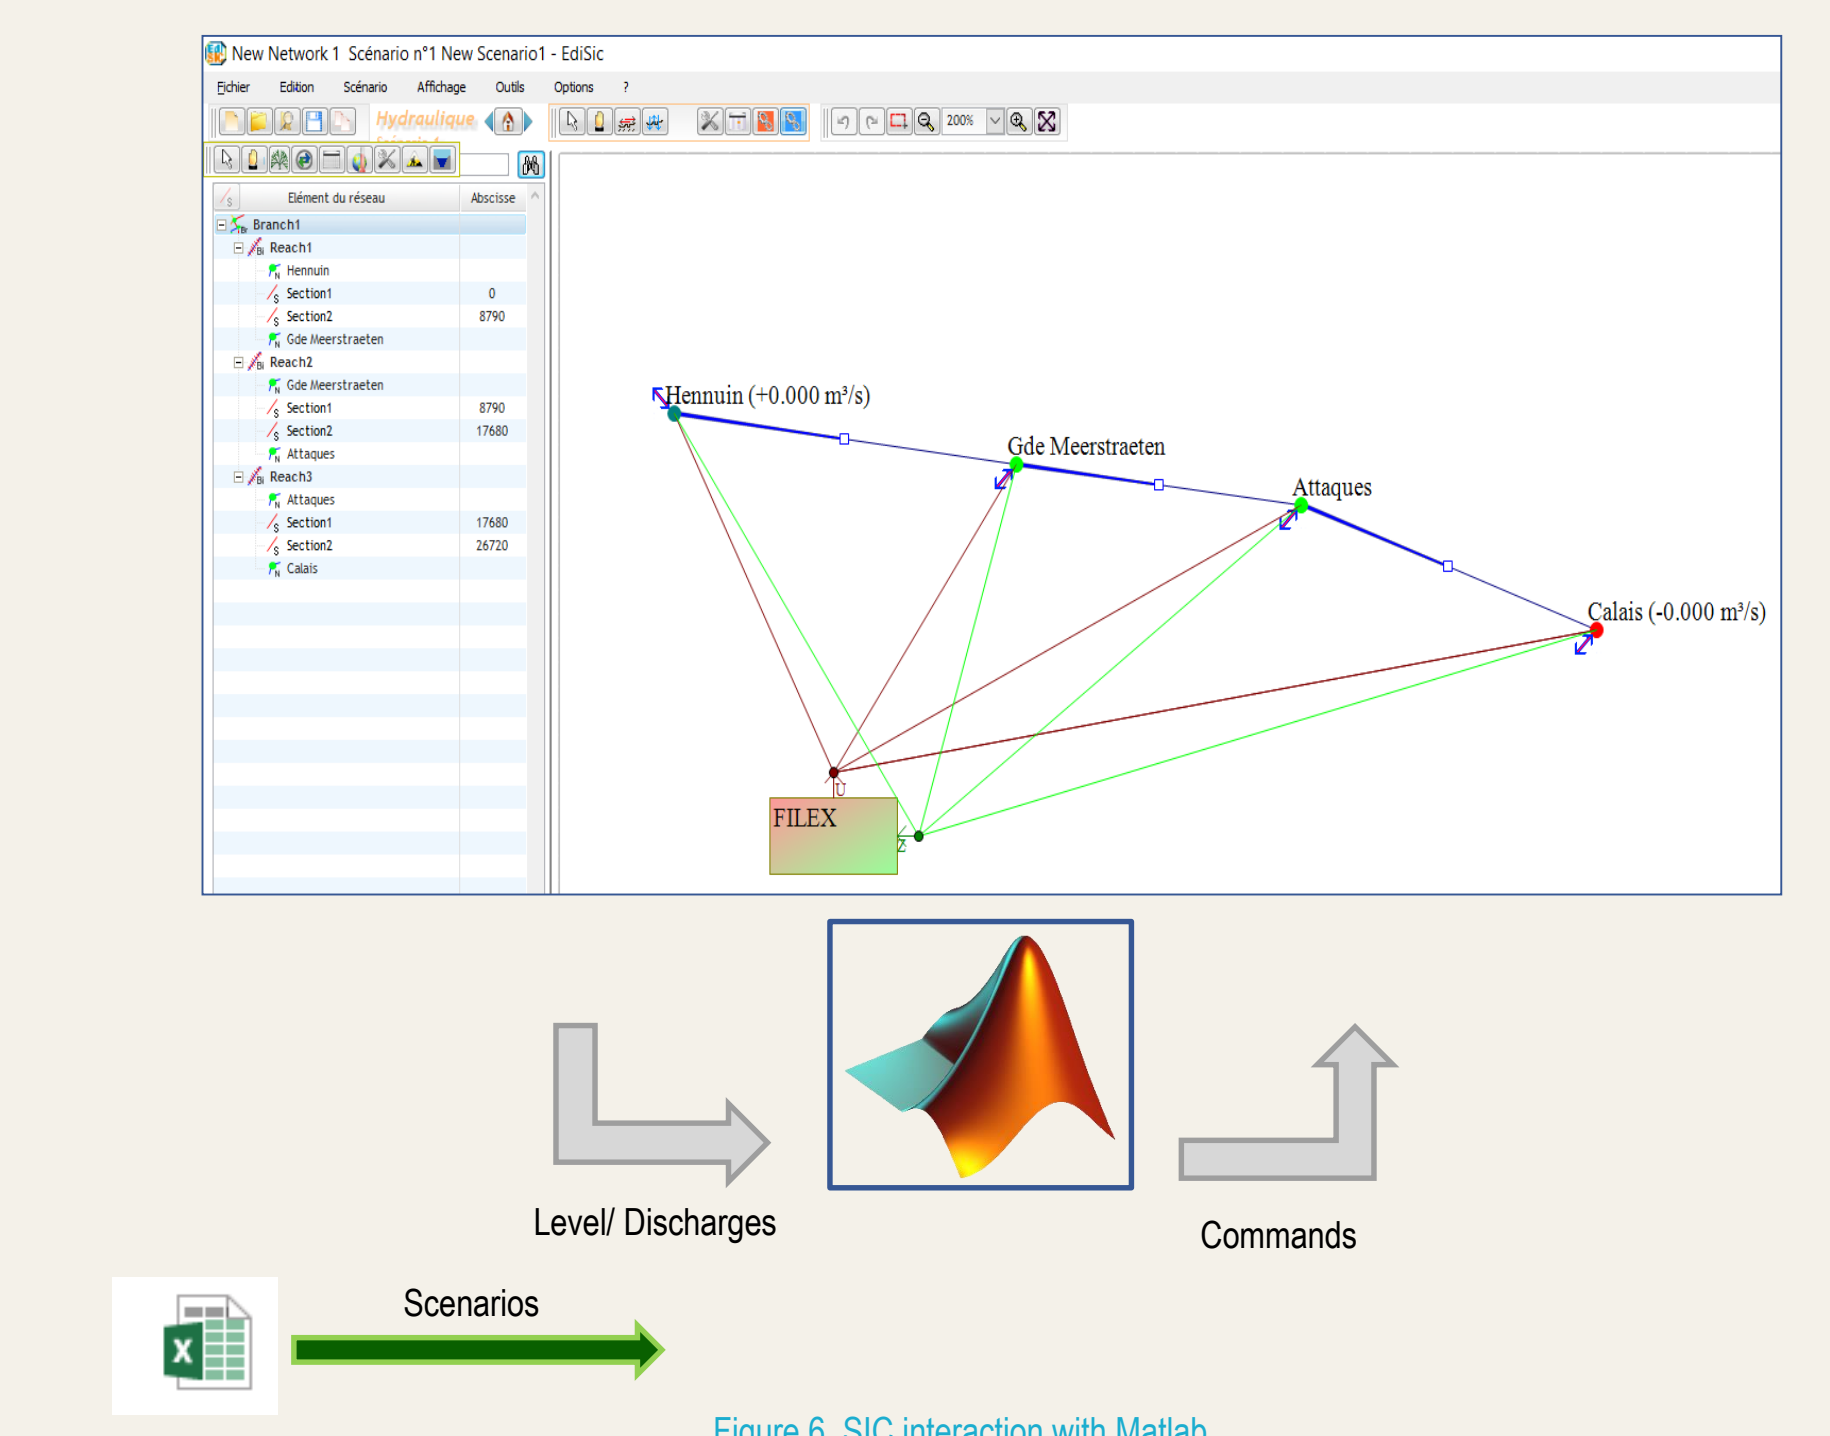 New Network 1 Scénario n°1 New Scenario1 - EdiSic
Fichier Edition Scénario Affichage Outils Options ?
Hydraulique
200%
Elément du réseau Abscisse
Branch1
Reach1
Hennuin
Section1 0
Section2 8790
Gde Meerstraeten
Reach2
Gde Meerstraeten
Section1 8790
Section2 17680
Attaques
Reach3
Attaques
Section1 17680
Section2 26720
Calais
Hennuin (+0.000 m³/s)
Gde Meerstraeten
Attaques
Calais (-0.000 m³/s)
U
FILEX
Z
Level/ Discharges
Commands
Scenarios
Figure 6. SIC interaction with Matlab